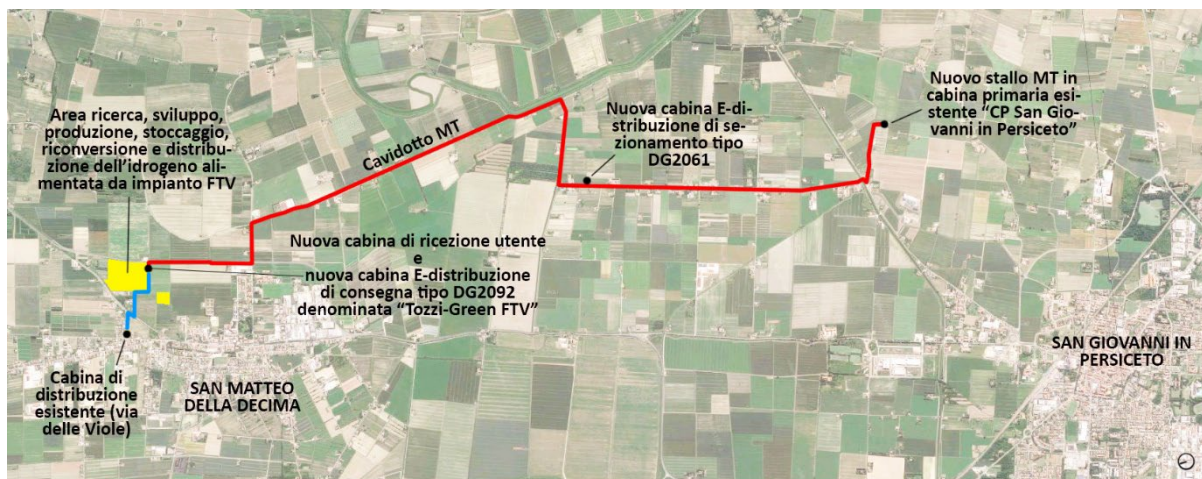 Area ricerca, sviluppo,
produzione, stoccaggio,
riconversione e distribu-
zione dell'idrogeno ali-
mentata da impianto FTV
Cavidotto MT
Nuova cabina E-di-
stribuzione di se-
zionamento tipo
DG2061
Nuovo stallo MT in
cabina primaria esi-
stente “CP San Gio-
vanni in Persiceto”
Nuova cabina di ricezione utente
e
nuova cabina E-distribuzione
di consegna tipo DG2092
denominata “Tozzi-Green FTV”
Cabina di
distribuzione
esistente (via
delle Viole)
SAN MATTEO
DELLA DECIMA
SAN GIOVANNI IN
PERSICETO